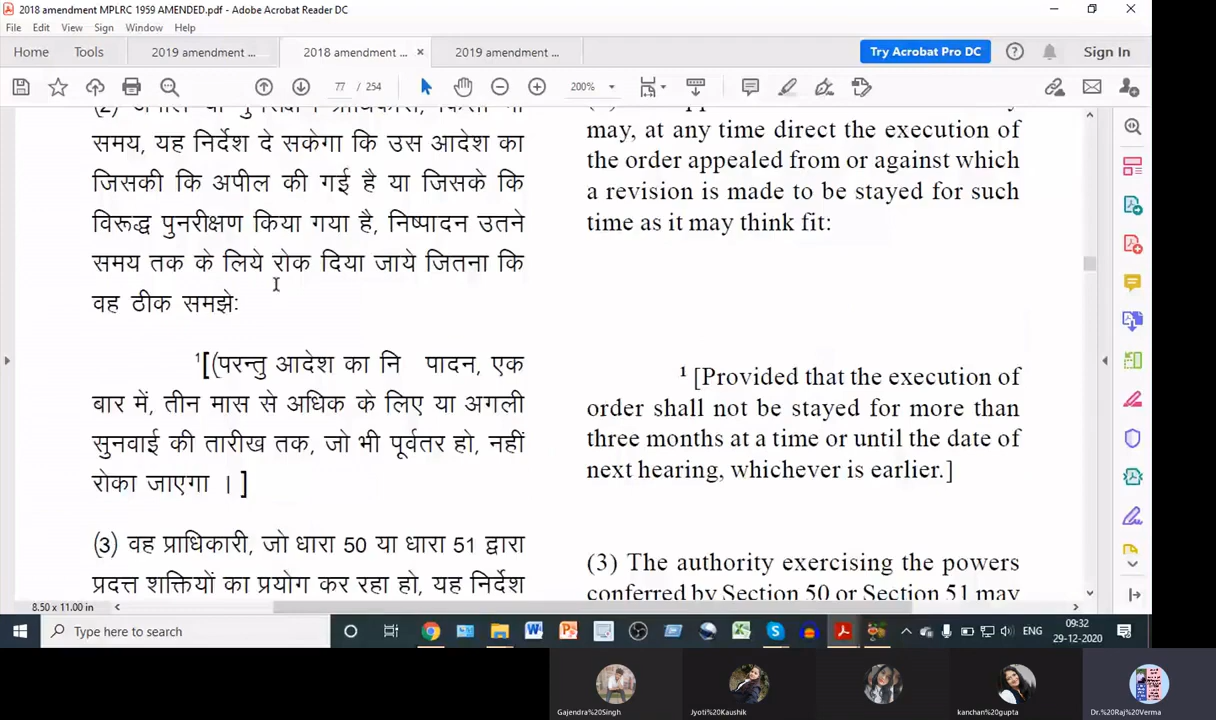 2018 amendment MPLRC 1959 AMENDED.pdf - Adobe Acrobat Reader DC
File Edit View Sign Window Help
Home Tools 2019 amendment ... 2018 amendment ... × 2019 amendment ... Try Acrobat Pro DC Sign In
77 / 254 200%
समय, यह निर्देश दे सकेगा कि उस आदेश का
जिसकी कि अपील की गई है या जिसके कि
विरूद्ध पुनरीक्षण किया गया है, निष्पादन उतने
समय तक के लिये रोक दिया जाये जितना कि
वह ठीक समझे:
1[(परन्तु आदेश का नि पादन, एक
बार में, तीन मास से अधिक के लिए या अगली
सुनवाई की तारीख तक, जो भी पूर्वतर हो, नहीं
रोका जाएगा ।]
(3) वह प्राधिकारी, जो धारा 50 या धारा 51 द्वारा
प्रदत्त शक्तियों का प्रयोग कर रहा हो, यह निर्देश
may, at any time direct the execution of
the order appealed from or against which
a revision is made to be stayed for such
time as it may think fit:
1 [Provided that the execution of
order shall not be stayed for more than
three months at a time or until the date of
next hearing, whichever is earlier.]
(3) The authority exercising the powers
conferred by Section 50 or Section 51 may
8.50 x 11.00 in
Type here to search
ENG 09:32
29-12-2020
Gajendra%20Singh Jyoti%20Kaushik kanchan%20gupta Dr.%20Raj%20Verma